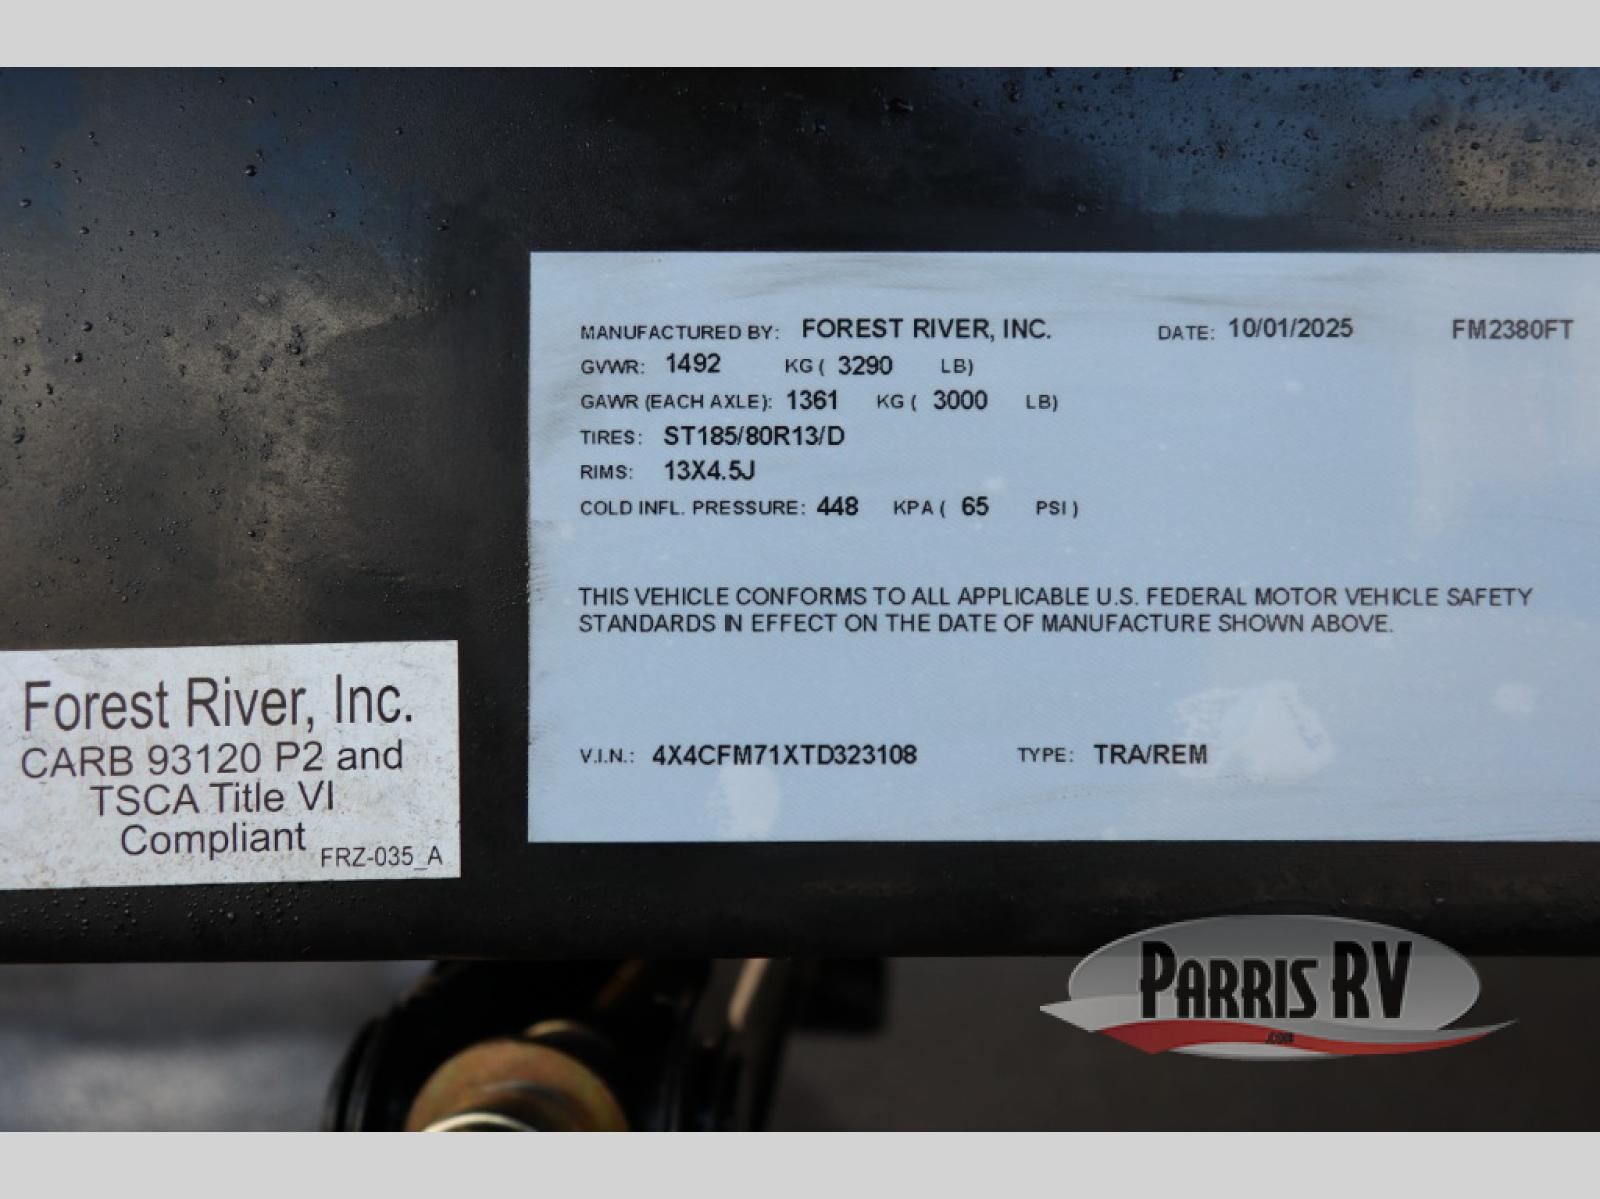 MANUFACTURED BY: FOREST RIVER, INC. DATE: 10/01/2025 FM2380FT
GVWR: 1492 KG ( 3290 LB)
GAWR (EACH AXLE): 1361 KG ( 3000 LB)
TIRES: ST185/80R13/D
RIMS: 13X4.5J
COLD INFL. PRESSURE: 448 KPA ( 65 PSI )
THIS VEHICLE CONFORMS TO ALL APPLICABLE U.S. FEDERAL MOTOR VEHICLE SAFETY
STANDARDS IN EFFECT ON THE DATE OF MANUFACTURE SHOWN ABOVE.
V.I.N.: 4X4CFM71XTD323108 TYPE: TRA/REM
Forest River, Inc.
CARB 93120 P2 and
TSCA Title VI
Compliant
FRZ-035_A
PARRIS RV
.COM